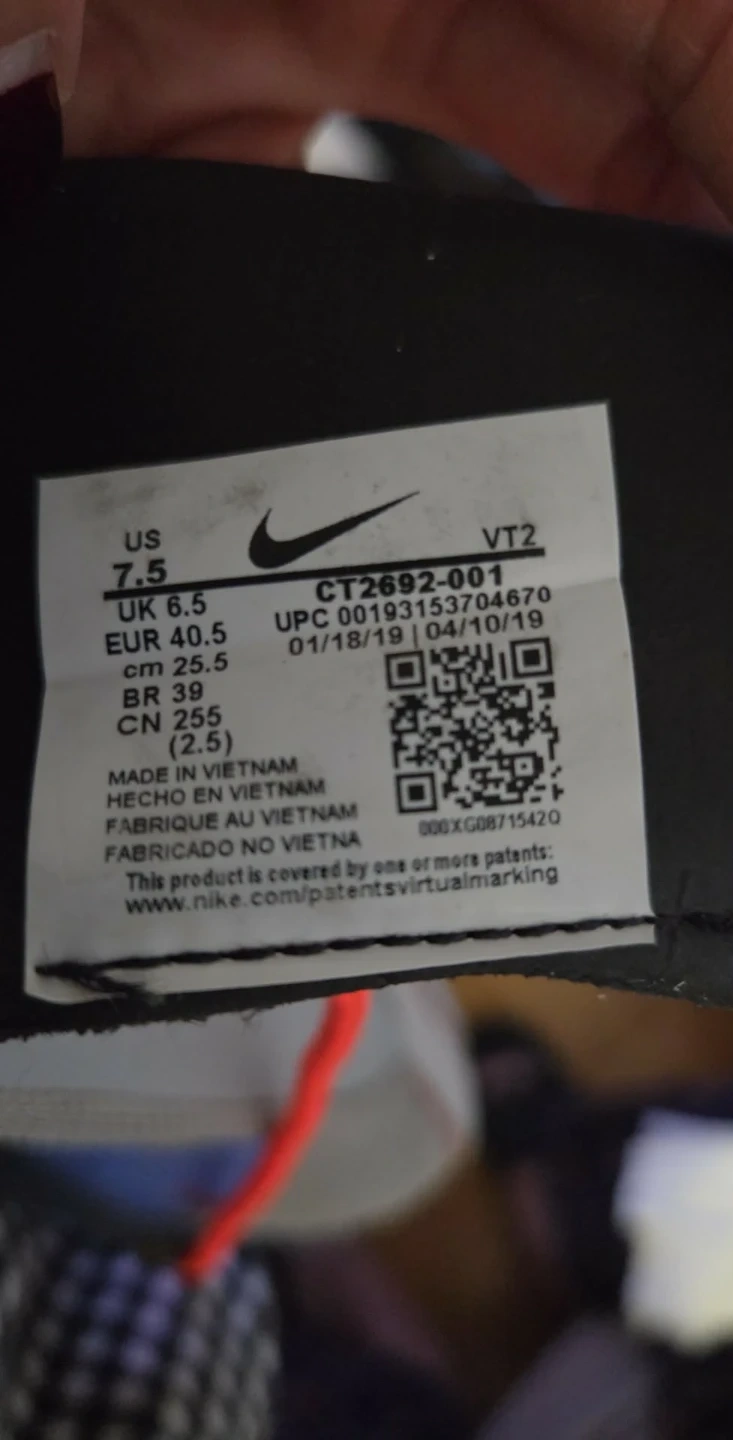 US
7.5
VT2
CT2692-001
UK 6.5
UPC 00193153704670
EUR 40.5
01/18/19 | 04/10/19
cm 25.5
BR 39
CN 255
(2.5)
MADE IN VIETNAM
HECHO EN VIETNAM
FABRIQUE AU VIETNAM
FABRICADO NO VIETNA
000XG08715420
This product is covered by one or more patents:
www.nike.com/patentsvirtualmarking